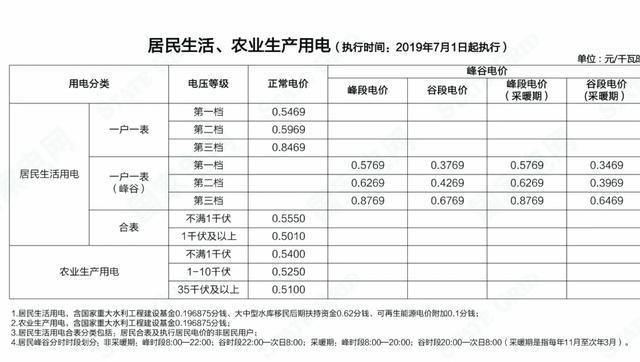 居民生活、农业生产用电(执行时间:2019年7月1日起执行)
单位:元/千瓦时
用电分类 电压等级 正常电价 峰谷电价
峰段电价 谷段电价 峰段电价(采暖期) 谷段电价(采暖期)
居民生活用电 一户一表 第一档 0.5469
第二档 0.5969
第三档 0.8469
一户一表(峰谷) 第一档 0.5769 0.3769 0.5769 0.3469
第二档 0.6269 0.4269 0.6269 0.3969
第三档 0.8769 0.6769 0.8769 0.6469
合表 不满1千伏 0.5550
1千伏及以上 0.5010
农业生产用电 不满1千伏 0.5400
1-10千伏 0.5250
35千伏及以上 0.5100
1.居民生活用电,含国家重大水利工程建设基金0.196875分钱、大中型水库移民后期扶持资金0.62分钱、可再生能源电价附加0.1分钱;
2.农业生产用电,含国家重大水利工程建设基金0.196875分钱;
3.居民生活用电合表分类包括:居民合表及执行居民电价的非居民用户;
4.居民峰谷分时时段划分:非采暖期:峰时段8:00—22:00;谷时段22:00—次日8:00;采暖期:峰时段8:00—20:00;谷时段20:00—次日8:00(采暖期是指每年11月至次年3月)。